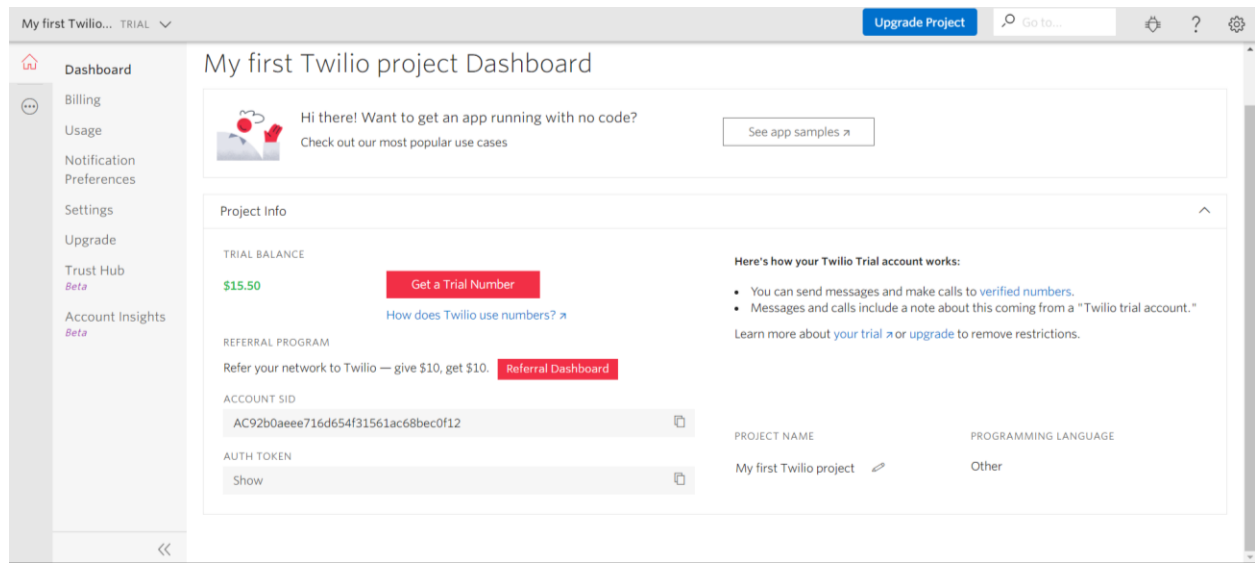 My first Twilio... TRIAL
Upgrade Project
Go to...
?
Dashboard
Billing
Usage
Notification
Preferences
Settings
Upgrade
Trust Hub
Beta
Account Insights
Beta
My first Twilio project Dashboard
Hi there! Want to get an app running with no code?
Check out our most popular use cases
See app samples
Project Info
TRIAL BALANCE
$15.50
Get a Trial Number
How does Twilio use numbers?
REFERRAL PROGRAM
Refer your network to Twilio — give $10, get $10.
Referral Dashboard
ACCOUNT SID
AC92b0aeee716d654f31561ac68bec0f12
AUTH TOKEN
Show
Here's how your Twilio Trial account works:
• You can send messages and make calls to verified numbers.
• Messages and calls include a note about this coming from a "Twilio trial account."
Learn more about your trial or upgrade to remove restrictions.
PROJECT NAME
My first Twilio project
PROGRAMMING LANGUAGE
Other